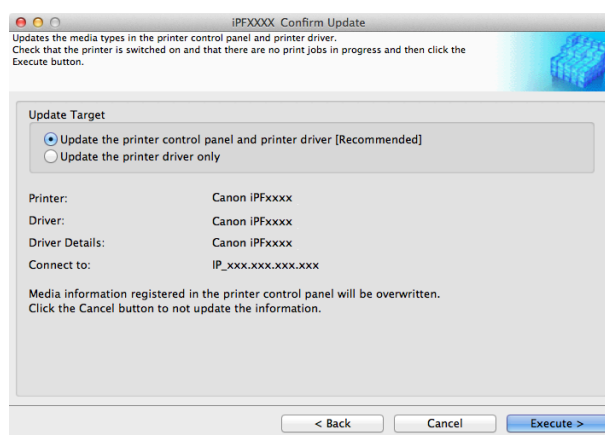 iPFXXXX Confirm Update
Updates the media types in the printer control panel and printer driver.
Check that the printer is switched on and that there are no print jobs in progress and then click the
Execute button.
Update Target
Update the printer control panel and printer driver [Recommended]
Update the printer driver only
Printer: Canon iPFxxxx
Driver: Canon iPFxxxx
Driver Details: Canon iPFxxxx
Connect to: IP_xxx.xxx.xxx.xxx
Media information registered in the printer control panel will be overwritten.
Click the Cancel button to not update the information.
< Back Cancel Execute >